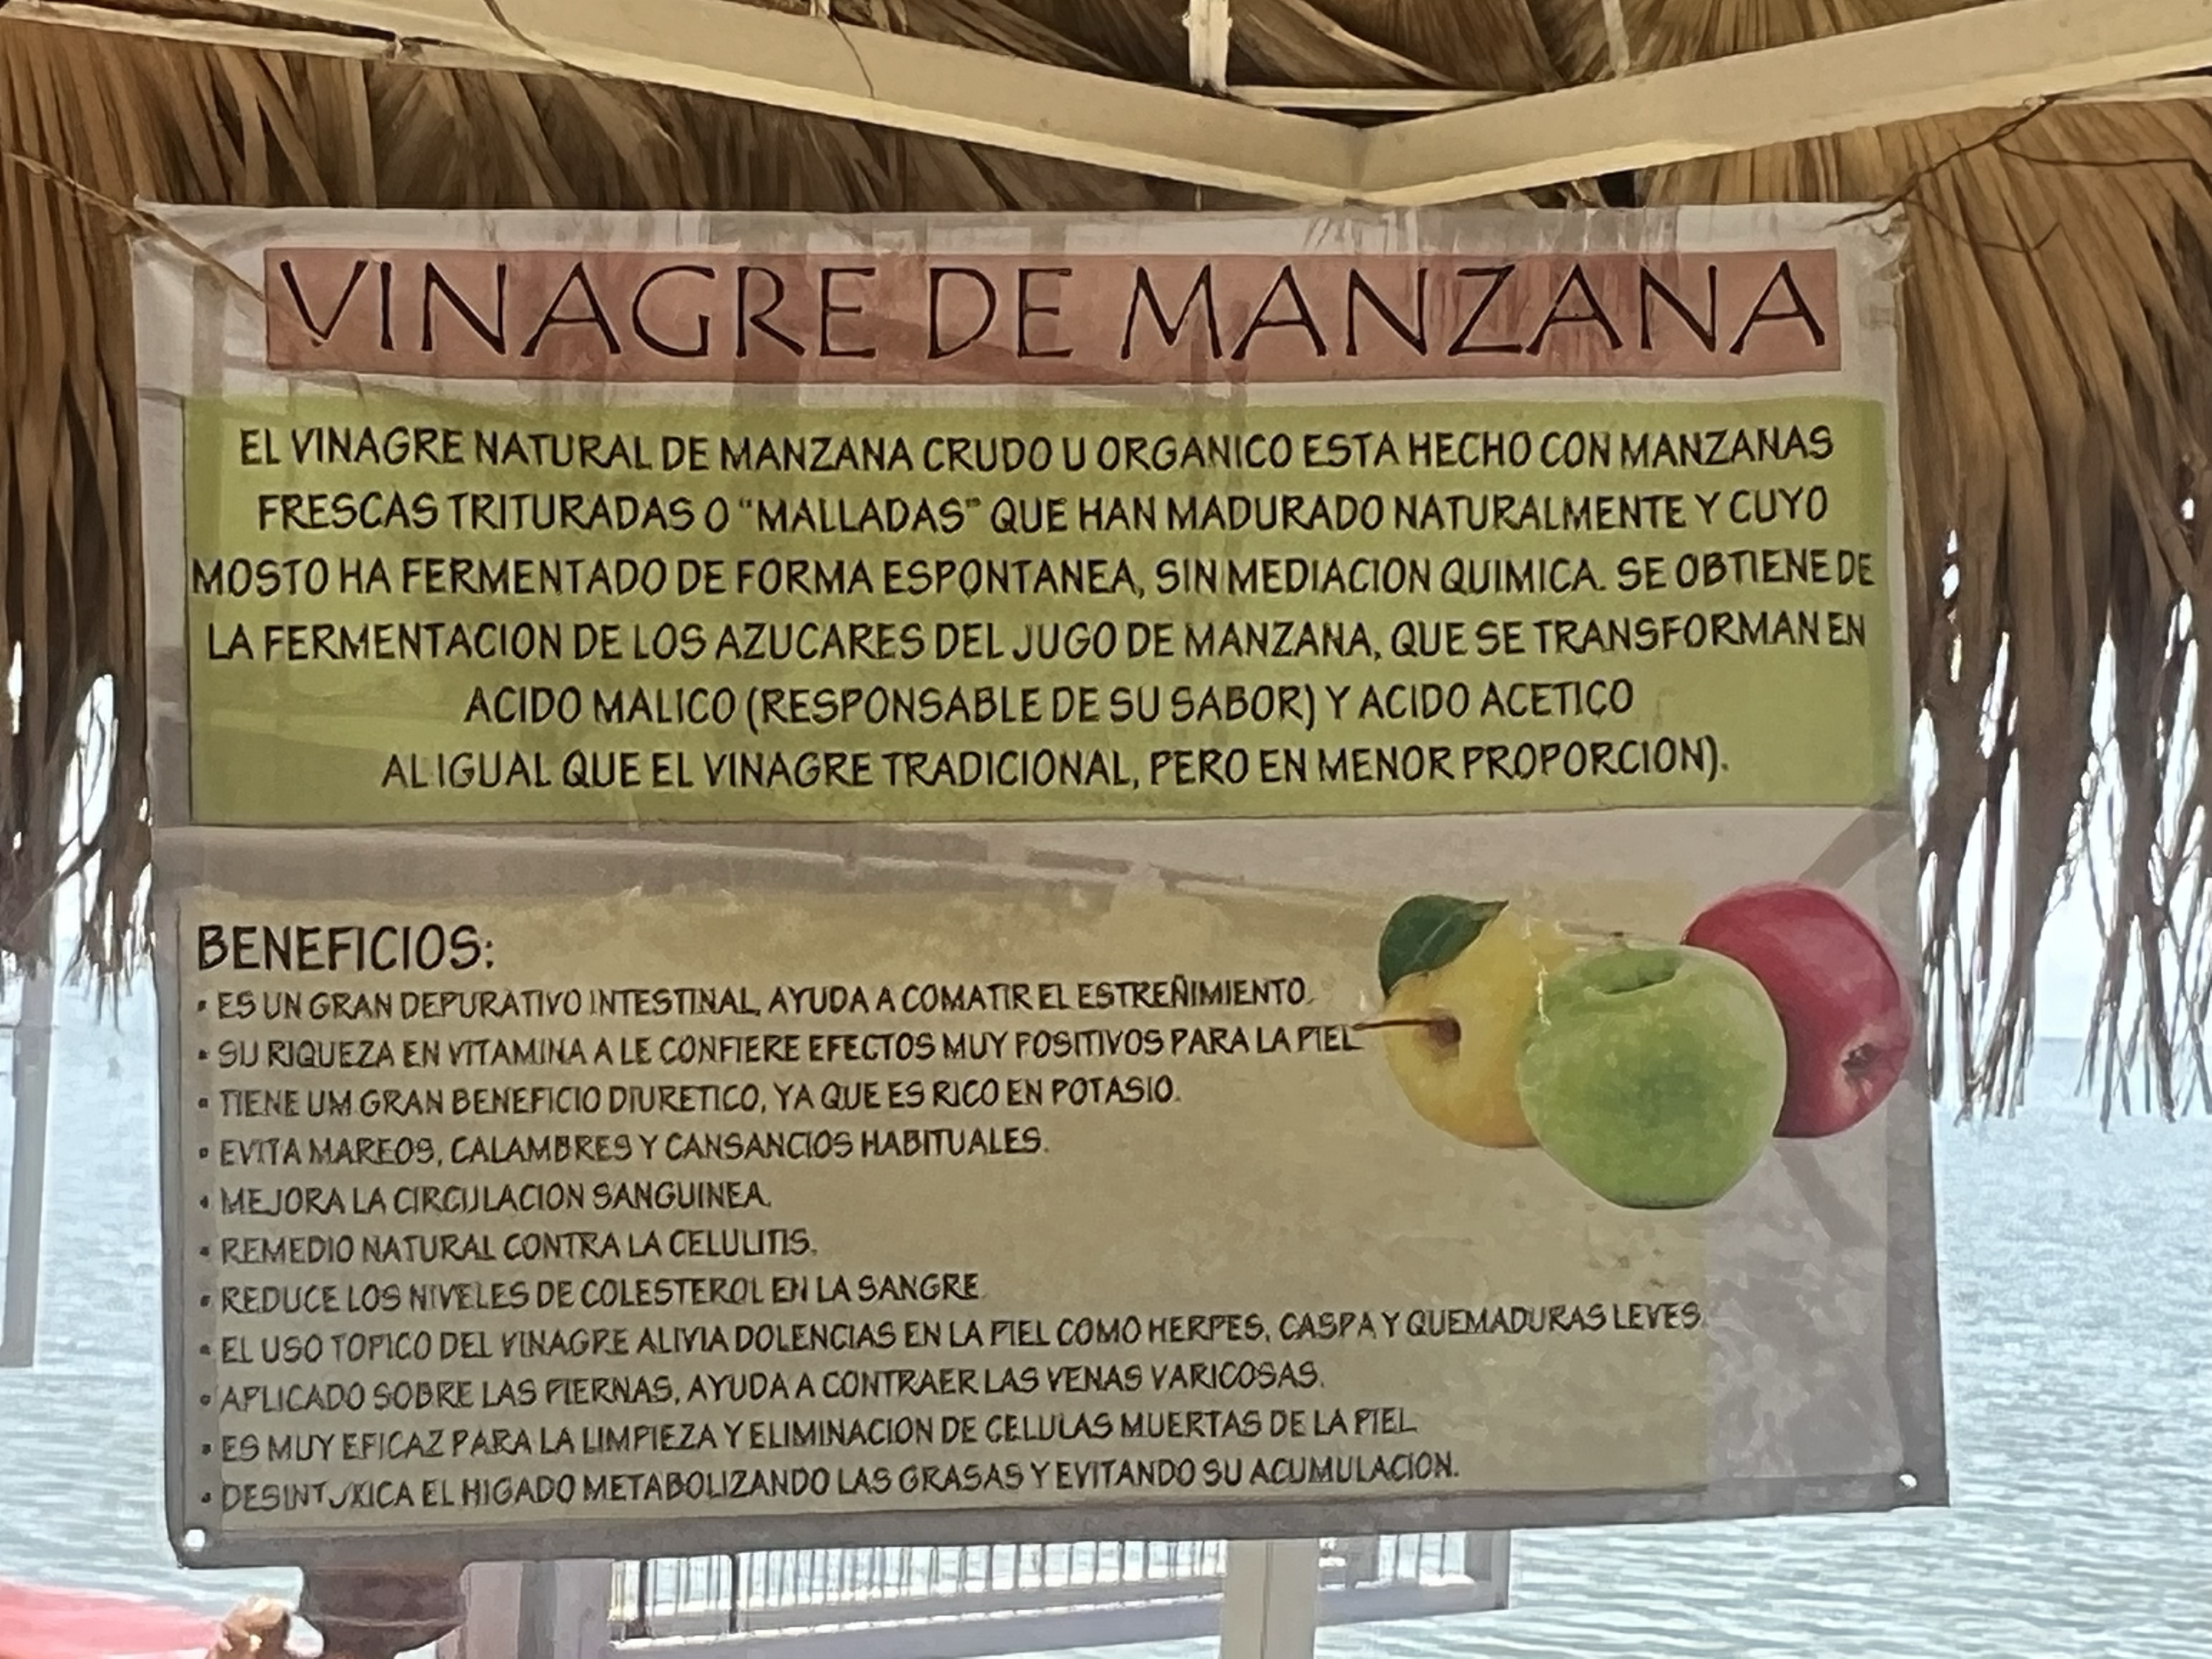 VINAGRE DE MANZANA
EL VINAGRE NATURAL DE MANZANA CRUDO U ORGANICO ESTA HECHO CON MANZANAS
FRESCAS TRITURADAS O “MALLADAS” QUE HAN MADURADO NATURALMENTE Y CUYO
MOSTO HA FERMENTADO DE FORMA ESPONTANEA, SIN MEDIACION QUIMICA. SE OBTIENE DE
LA FERMENTACION DE LOS AZUCARES DEL JUGO DE MANZANA, QUE SE TRANSFORMAN EN
ACIDO MALICO (RESPONSABLE DE SU SABOR) Y ACIDO ACETICO
AL IGUAL QUE EL VINAGRE TRADICIONAL, PERO EN MENOR PROPORCION).
BENEFICIOS:
• ES UN GRAN DEPURATIVO INTESTINAL, AYUDA A COMATIR EL ESTREÑIMIENTO.
• SU RIQUEZA EN VITAMINA A LE CONFIERE EFECTOS MUY POSITIVOS PARA LA PIEL
• TIENE UM GRAN BENEFICIO DIURETICO, YA QUE ES RICO EN POTASIO.
• EVITA MAREOS, CALAMBRES Y CANSANCIOS HABITUALES.
• MEJORA LA CIRCULACION SANGUINEA.
• REMEDIO NATURAL CONTRA LA CELULITIS.
• REDUCE LOS NIVELES DE COLESTEROL EN LA SANGRE
• EL USO TOPICO DEL VINAGRE ALIVIA DOLENCIAS EN LA PIEL COMO HERPES, CASPA Y QUEMADURAS LEVES.
• APLICADO SOBRE LAS PIERNAS, AYUDA A CONTRAER LAS VENAS VARICOSAS.
• ES MUY EFICAZ PARA LA LIMPIEZA Y ELIMINACION DE CELULAS MUERTAS DE LA PIEL
• DESINTOXICA EL HIGADO METABOLIZANDO LAS GRASAS Y EVITANDO SU ACUMULACION.